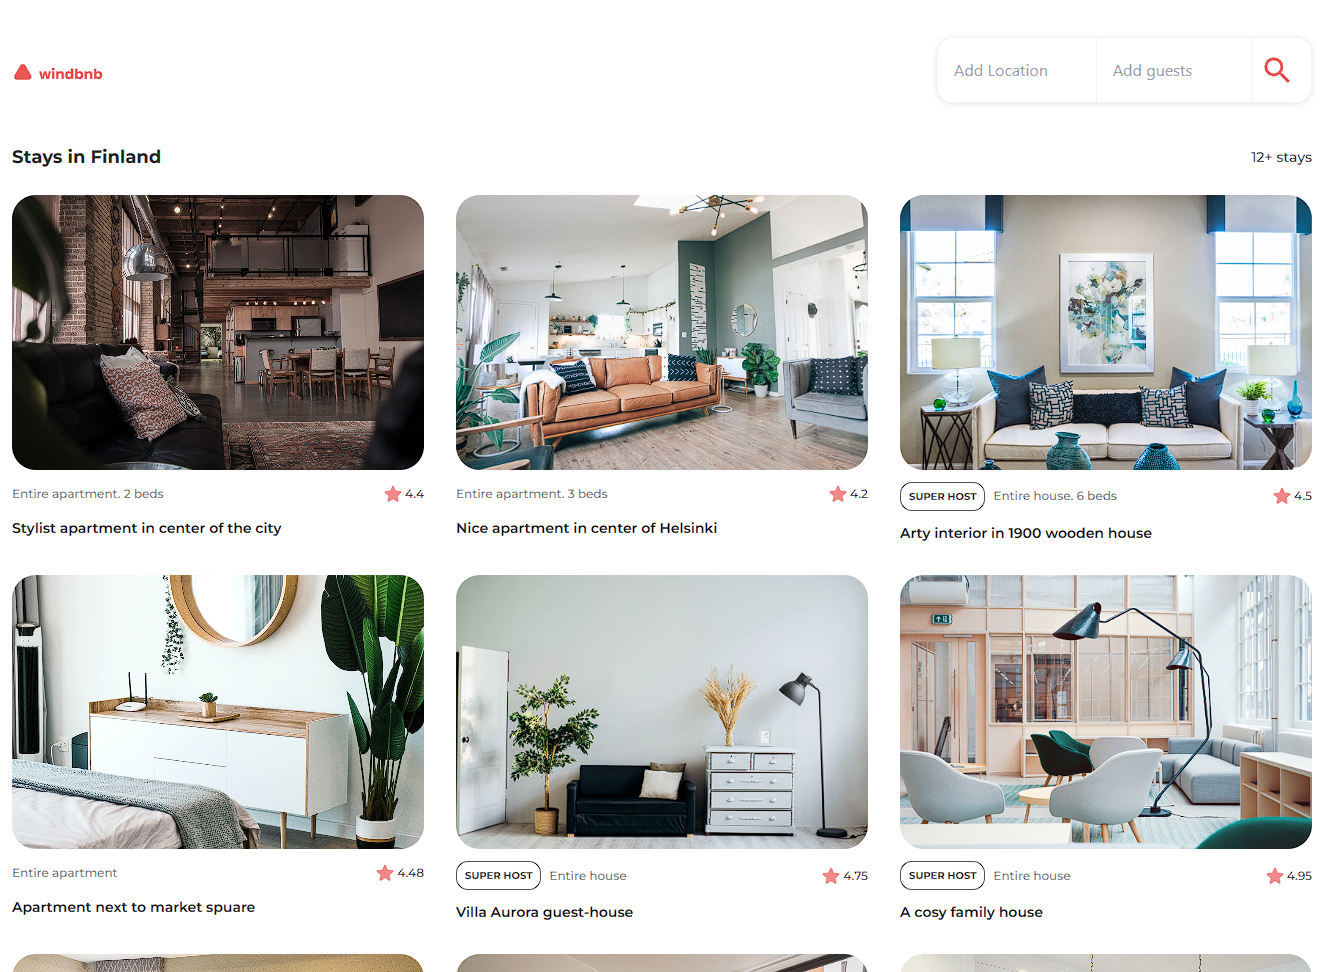 windbnb
Add Location
Add guests
Stays in Finland
12+ stays
Entire apartment. 2 beds
4.4
Stylist apartment in center of the city
Entire apartment. 3 beds
4.2
Nice apartment in center of Helsinki
SUPER HOST
Entire house. 6 beds
4.5
Arty interior in 1900 wooden house
Entire apartment
4.48
Apartment next to market spuare
SUPER HOST
Entire house
4.75
Villa Aurora guest-house
SUPER HOST
Entire house
4.95
A cosy family house